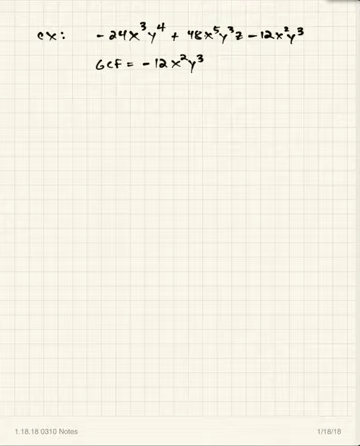 ex: -24x³y⁴ + 48x⁵y³z -12x²y³
GCF = -12x²y³
1.18.18 0310 Notes 1/18/18